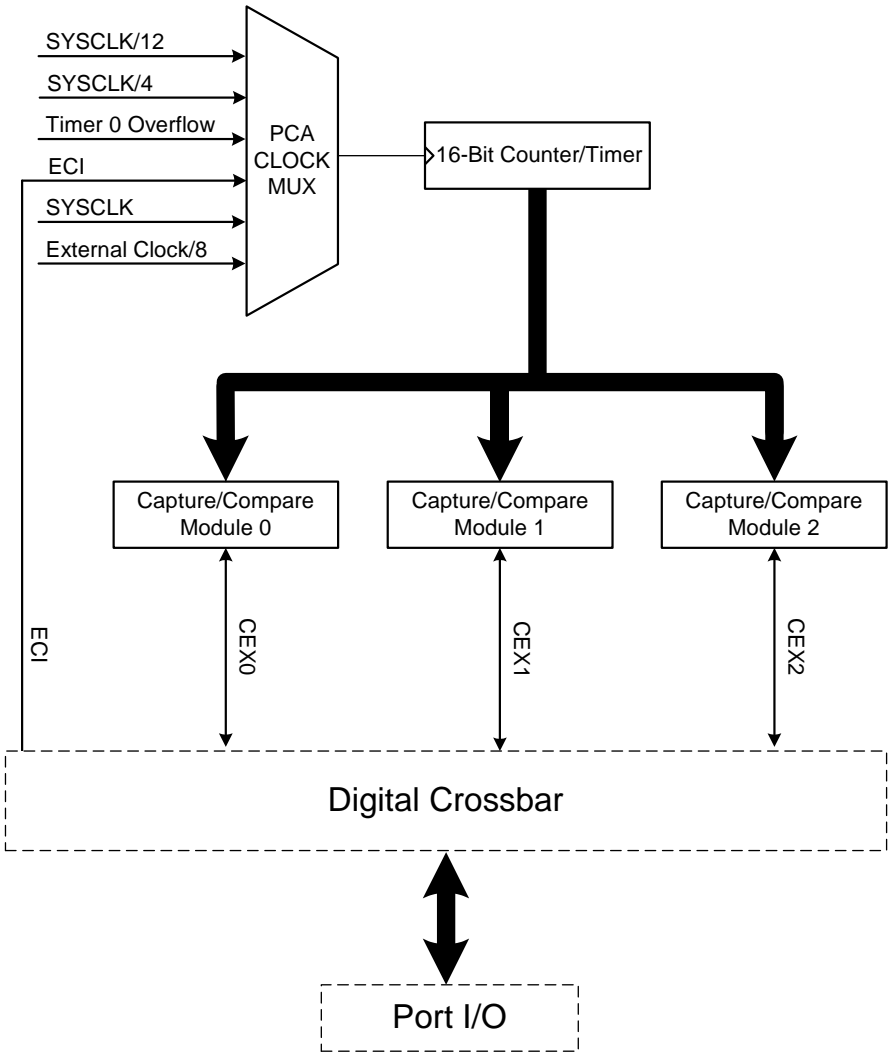 SYSCLK/12
SYSCLK/4
Timer 0 Overflow
ECI
SYSCLK
External Clock/8
PCA
CLOCK
MUX
16-Bit Counter/Timer
Capture/Compare
Module 0
Capture/Compare
Module 1
Capture/Compare
Module 2
ECI
CEX0
CEX1
CEX2
Digital Crossbar
Port I/O